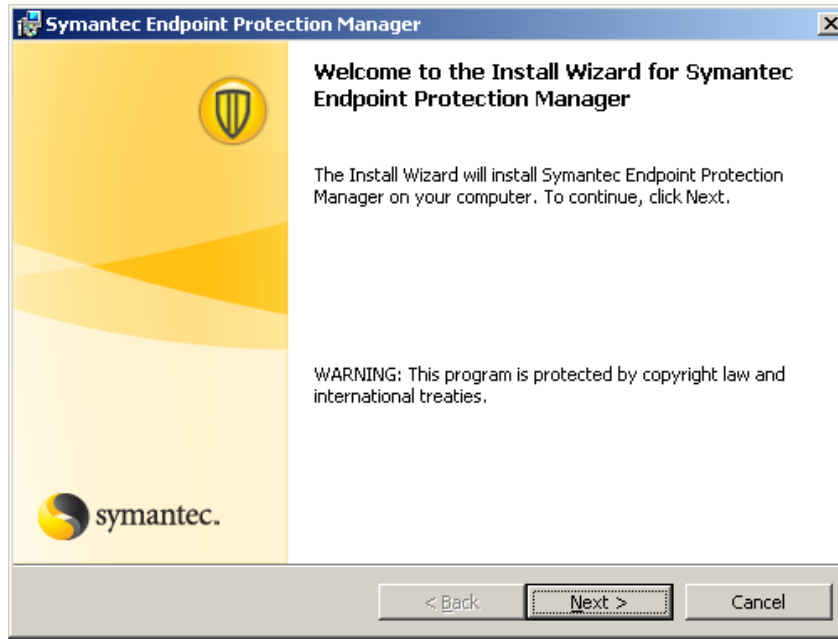 Symantec Endpoint Protection Manager
Welcome to the Install Wizard for Symantec
Endpoint Protection Manager
The Install Wizard will install Symantec Endpoint Protection
Manager on your computer. To continue, click Next.
WARNING: This program is protected by copyright law and
international treaties.
symantec.
< Back
Next >
Cancel